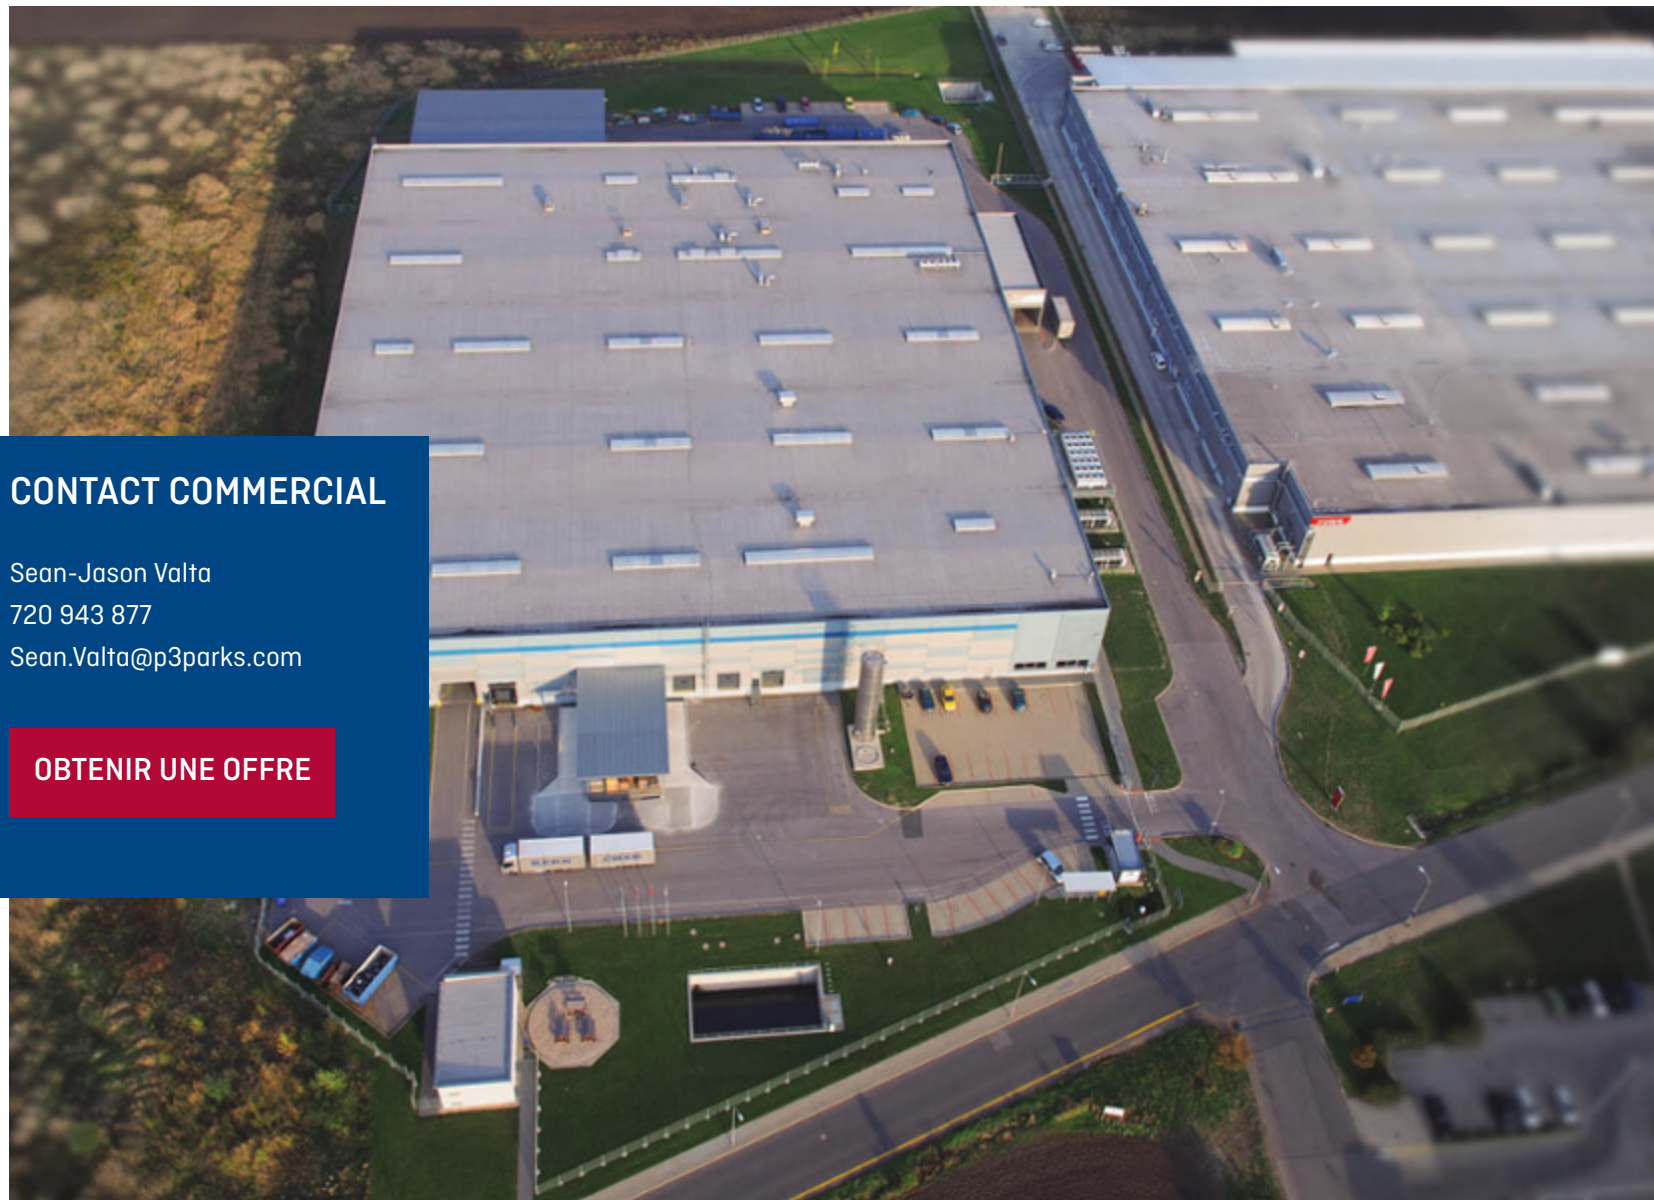 CONTACT COMMERCIAL
Sean-Jason Valta
720 943 877
Sean.Valta@p3parks.com
OBTENIR UNE OFFRE